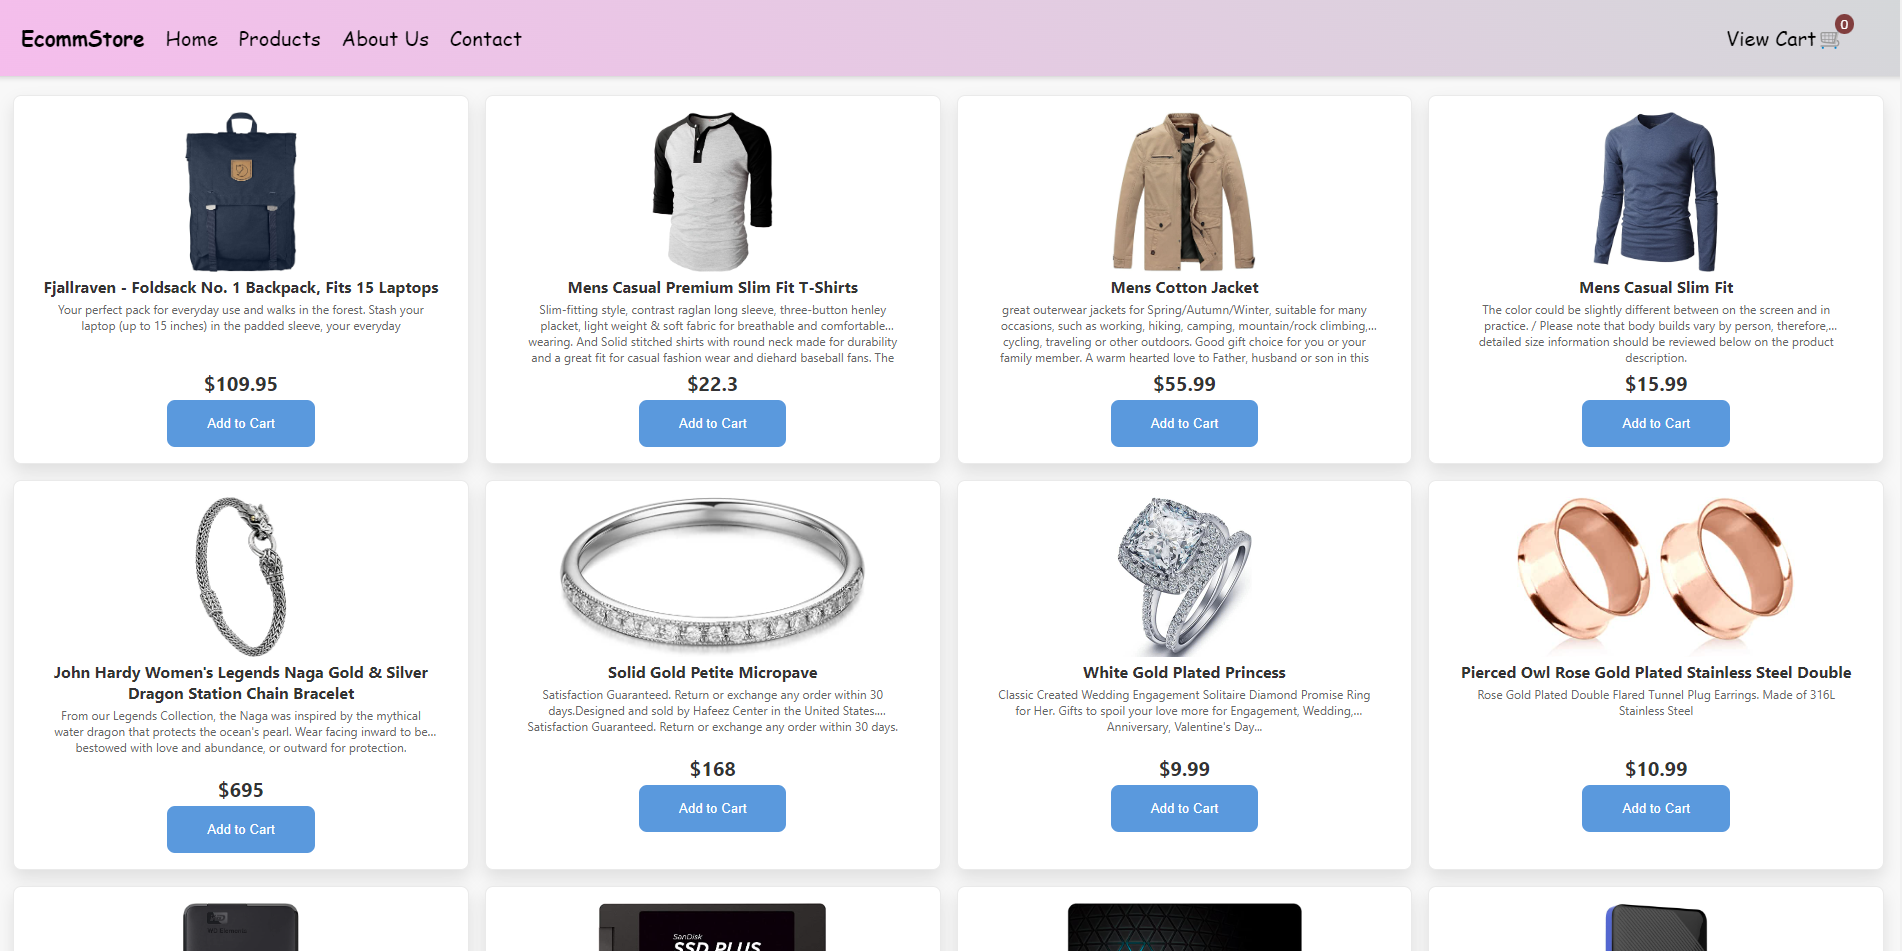 EcommStore Home Products About Us Contact View Cart 0
Fjallraven - Foldsack No. 1 Backpack, Fits 15 Laptops
Your perfect pack for everyday use and walks in the forest. Stash your
laptop (up to 15 inches) in the padded sleeve, your everyday
$109.95
Add to Cart
Mens Casual Premium Slim Fit T-Shirts
Slim-fitting style, contrast raglan long sleeve, three-button henley
placket, light weight & soft fabric for breathable and comfortable...
wearing. And Solid stitched shirts with round neck made for durability
and a great fit for casual fashion wear and diehard baseball fans. The
$22.3
Add to Cart
Mens Cotton Jacket
great outerwear jackets for Spring/Autumn/Winter, suitable for many
occasions, such as working, hiking, camping, mountain/rock climbing,...
cycling, traveling or other outdoors. Good gift choice for you or your
family member. A warm hearted love to Father, husband or son in this
$55.99
Add to Cart
Mens Casual Slim Fit
The color could be slightly different between on the screen and in
practice. / Please note that body builds vary by person, therefore,...
detailed size information should be reviewed below on the product
description.
$15.99
Add to Cart
John Hardy Women's Legends Naga Gold & Silver
Dragon Station Chain Bracelet
From our Legends Collection, the Naga was inspired by the mythical
water dragon that protects the ocean's pearl. Wear facing inward to be...
bestowed with love and abundance, or outward for protection.
$695
Add to Cart
Solid Gold Petite Micropave
Satisfaction Guaranteed. Return or exchange any order within 30
days.Designed and sold by Hafeez Center in the United States....
Satisfaction Guaranteed. Return or exchange any order within 30 days.
$168
Add to Cart
White Gold Plated Princess
Classic Created Wedding Engagement Solitaire Diamond Promise Ring
for Her. Gifts to spoil your love more for Engagement, Wedding,...
Anniversary, Valentine's Day...
$9.99
Add to Cart
Pierced Owl Rose Gold Plated Stainless Steel Double
Rose Gold Plated Double Flared Tunnel Plug Earrings. Made of 316L
Stainless Steel
$10.99
Add to Cart
WD Elements
SanDisk
SSD PLUS